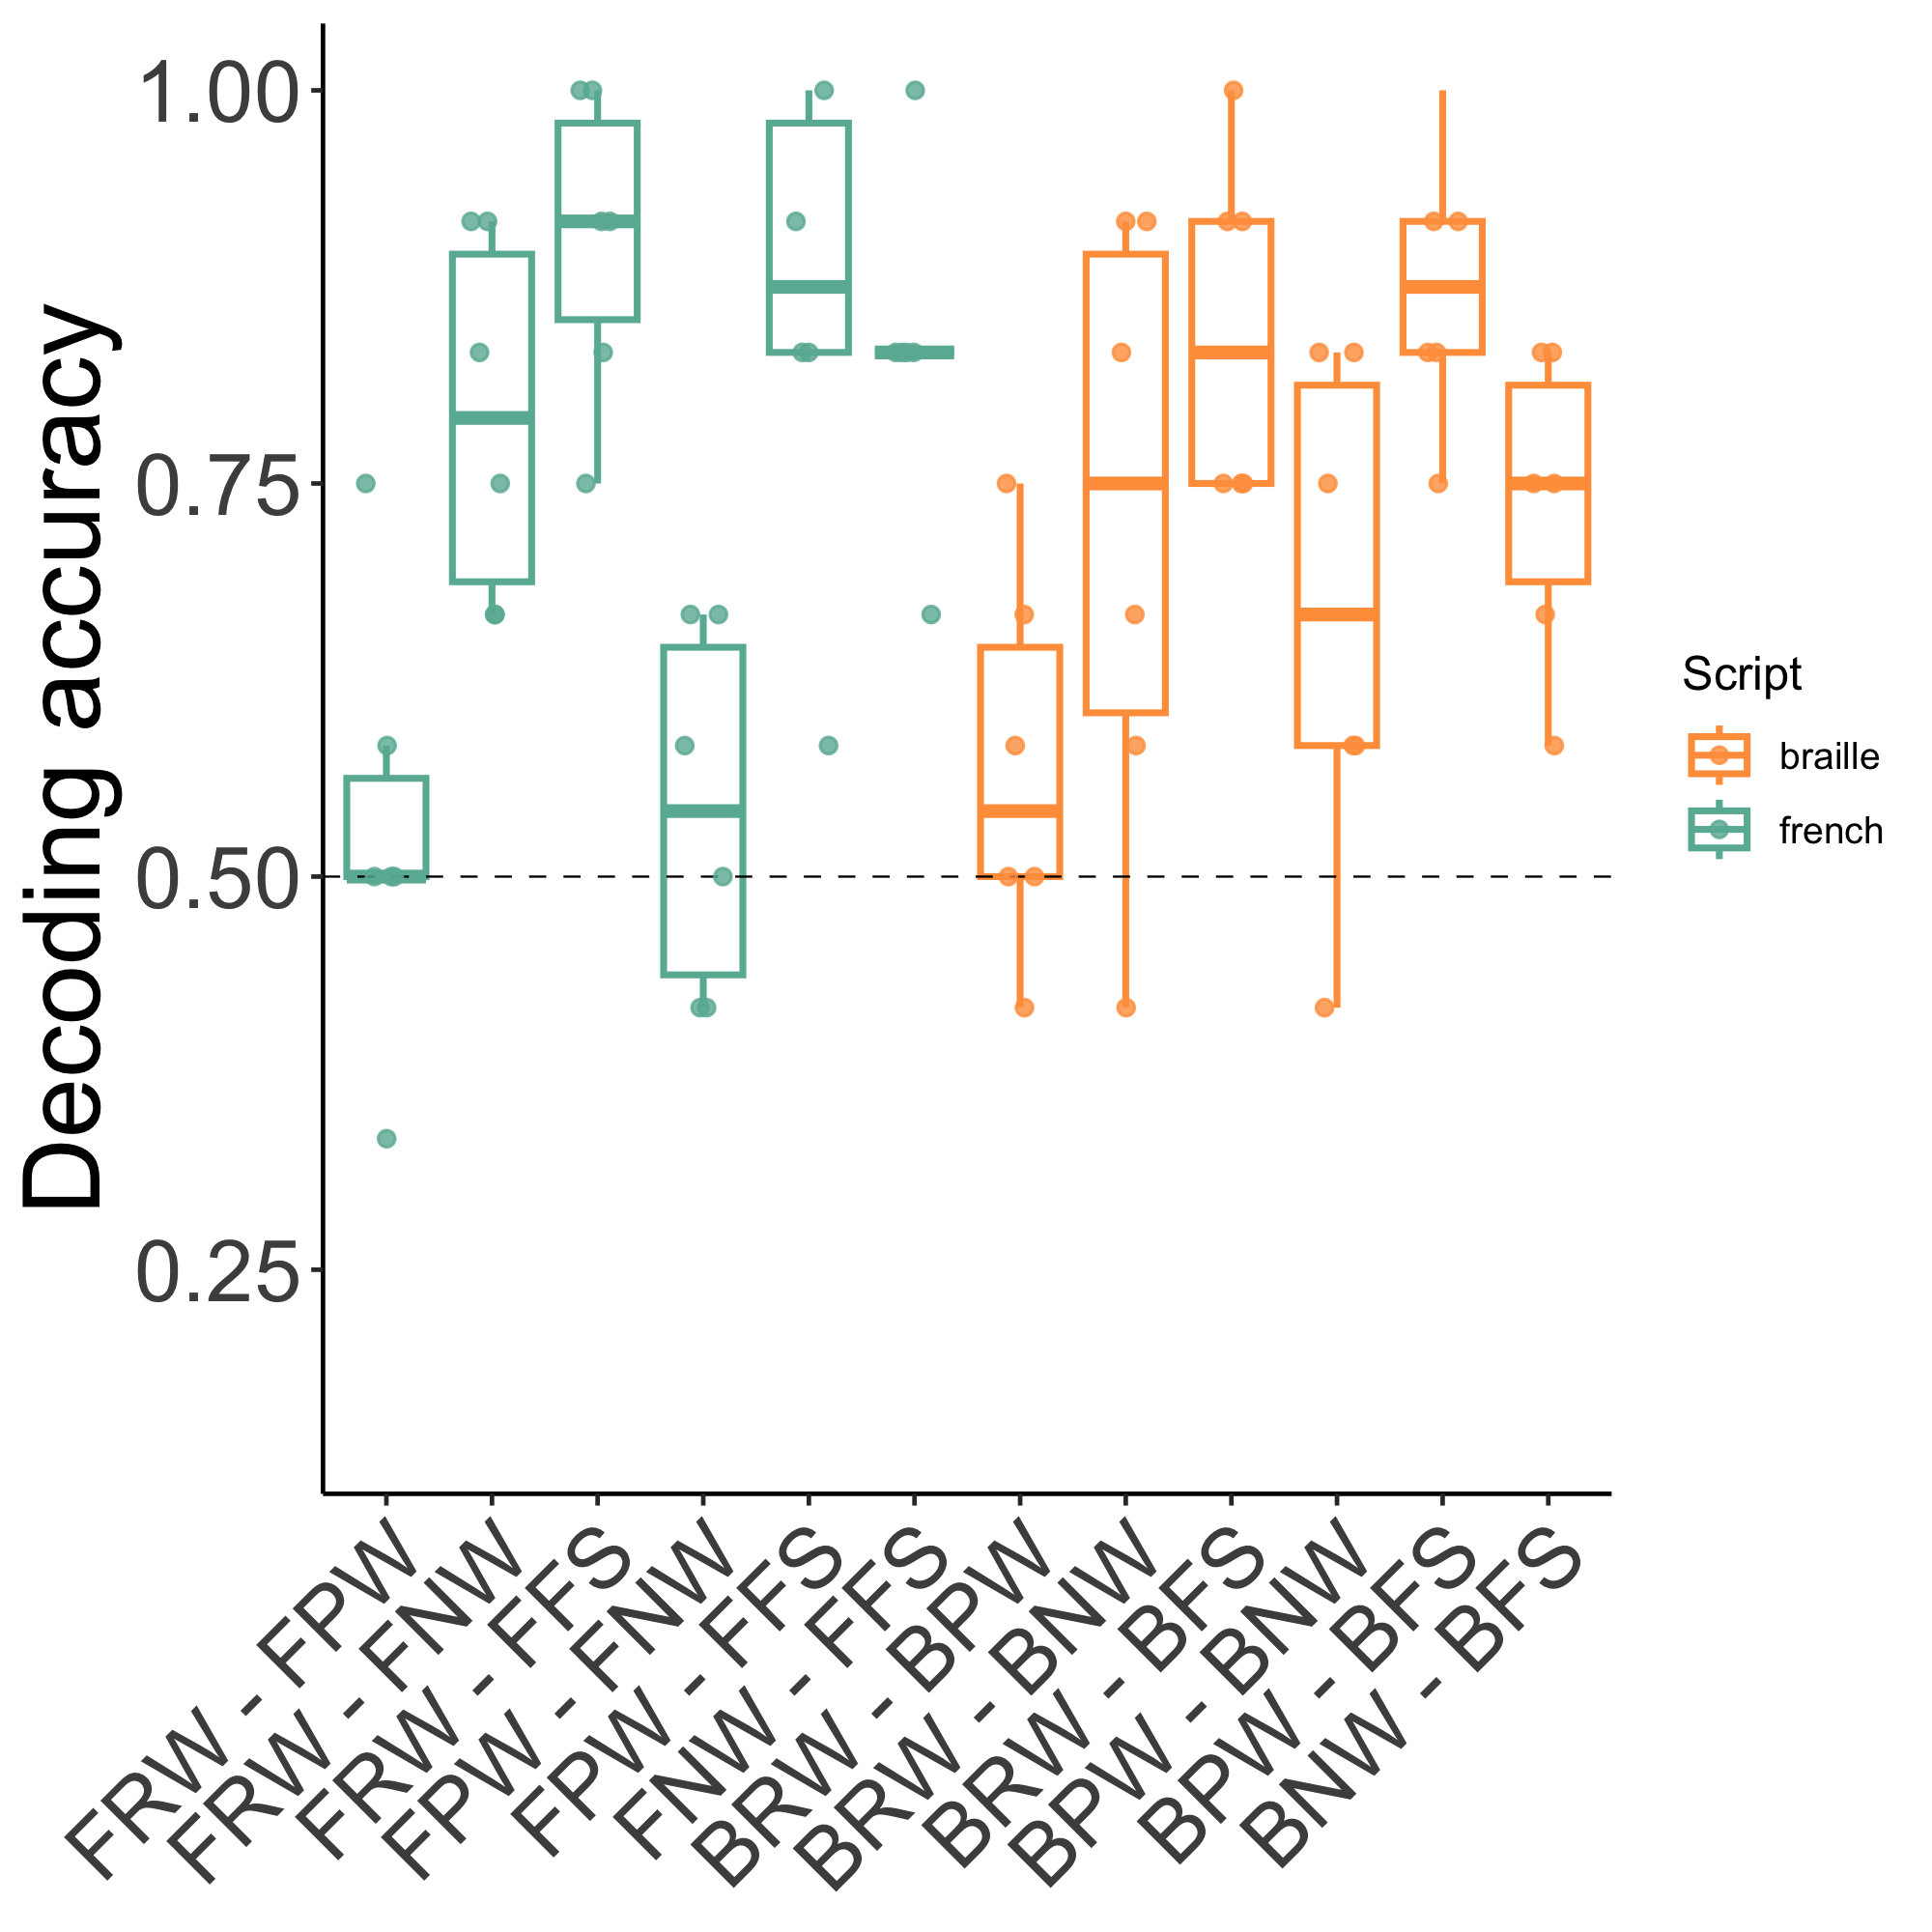 Decoding accuracy
1.00
0.75
0.50
0.25
FRW - FPW
FRW - FNW
FRW - FFS
FPW - FNW
FPW - FFS
FNW - FFS
BRW - BPW
BRW - BNW
BRW - BFS
BPW - BNW
BPW - BFS
BNW - BFS
Script
braille
french